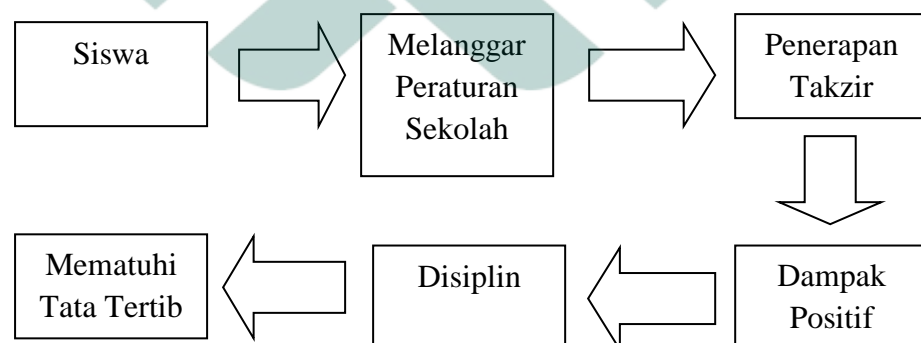 Siswa
Melanggar
Peraturan
Sekolah
Penerapan
Takzir
Dampak
Positif
Disiplin
Mematuhi
Tata Tertib